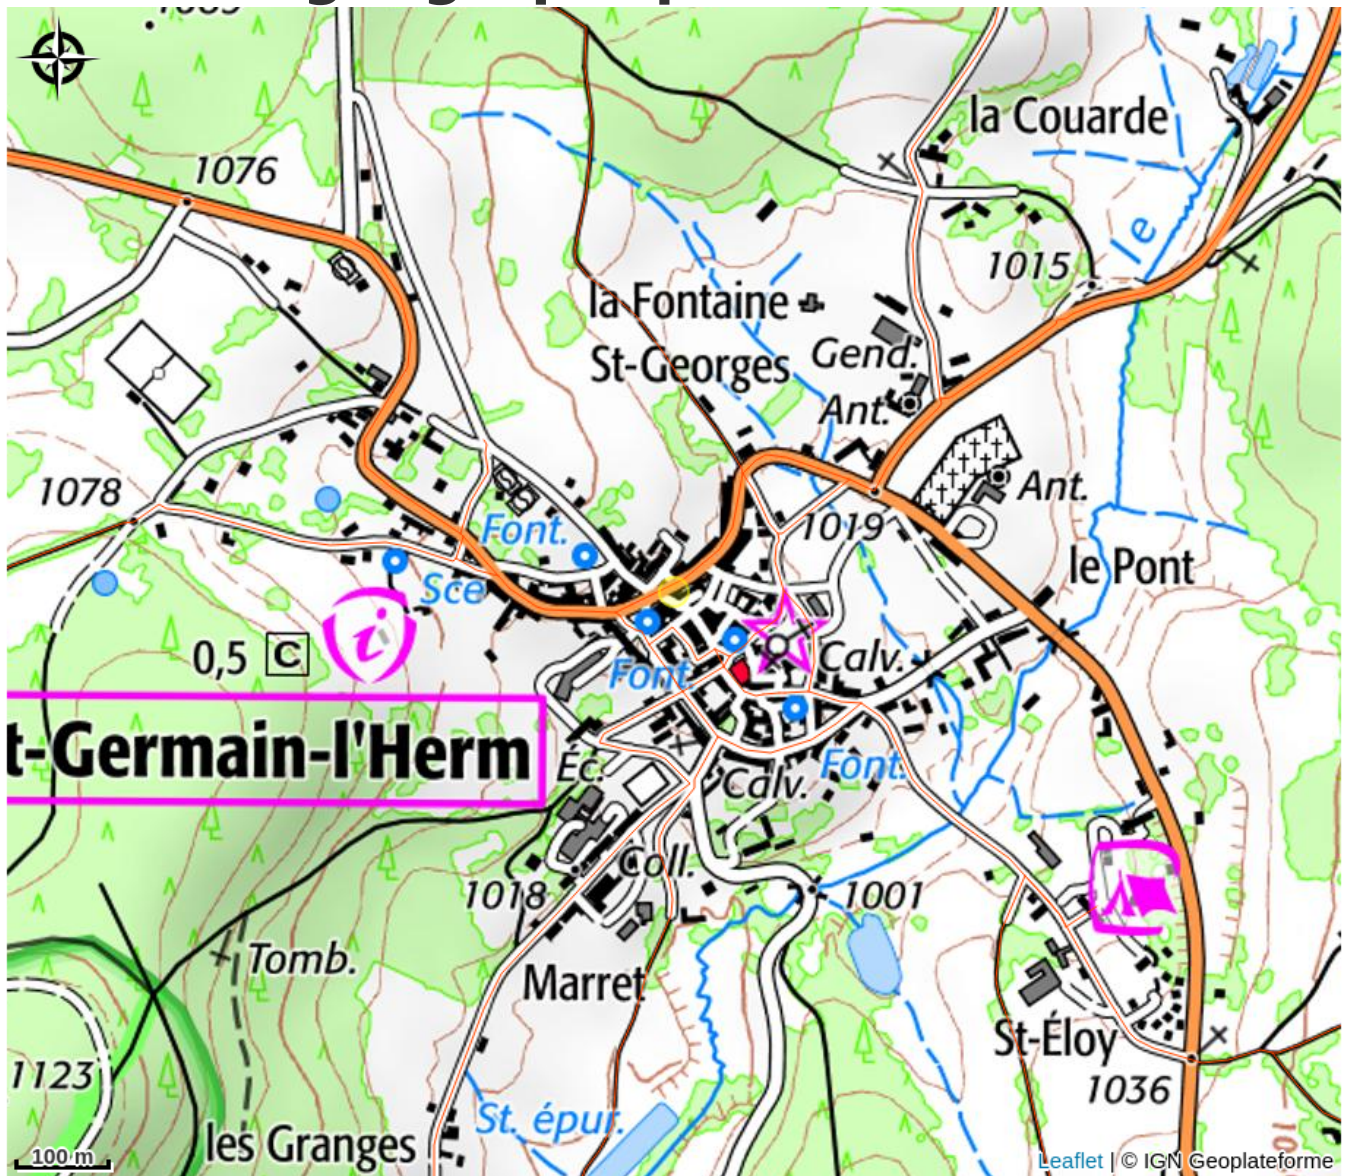 la Couarde
1076
le
1015
la Fontaine
St-Georges
Gend.
Ant.
1078
Ant.
Font.
1019
le Pont
Sce
0,5 C
i
Calv.
Font.
t-Germain-l'Herm
Éc.
Calv.
Font.
Coll.
1018
1001
Tomb.
Marret
St-Éloy
1123
1036
St. épur.
les Granges
100 m
Leaflet | © IGN Geoplateforme